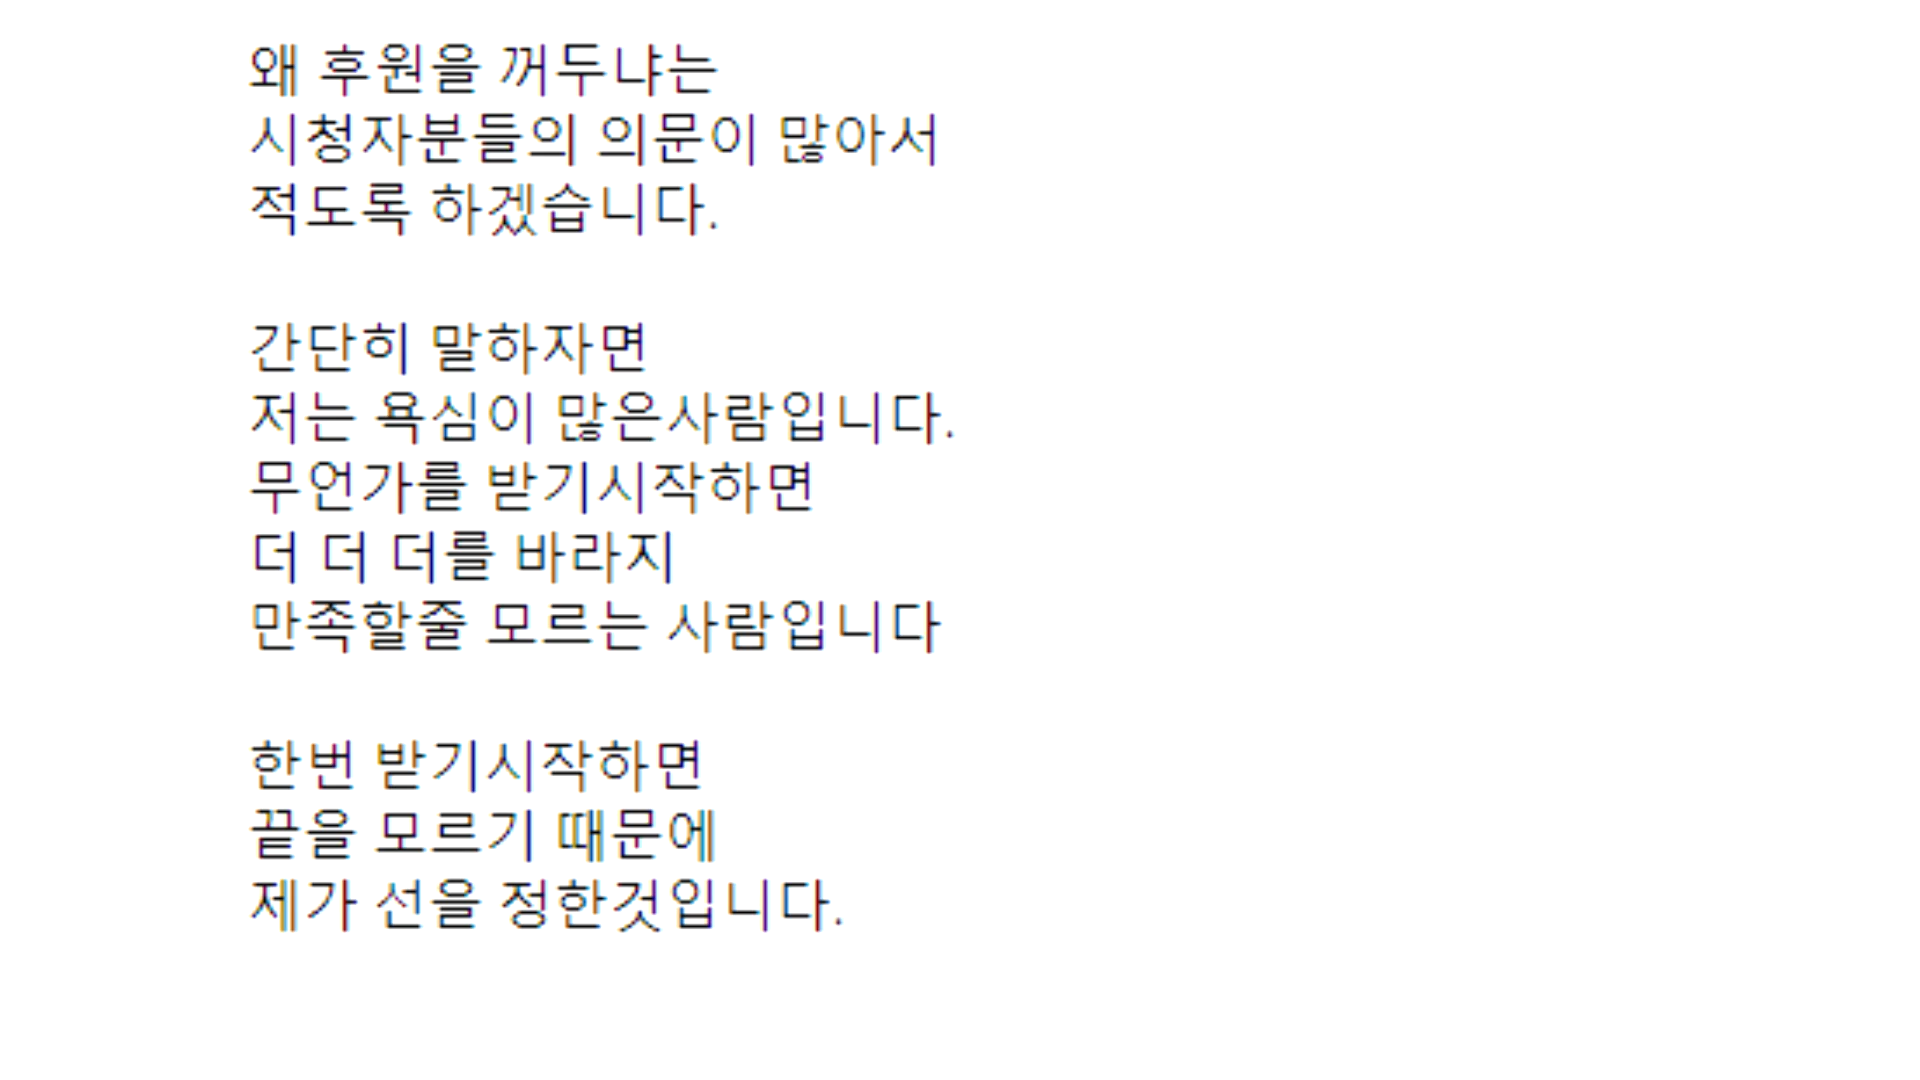 왜 후원을 꺼두냐는
시청자분들의 의문이 많아서
적도록 하겠습니다.
간단히 말하자면
저는 욕심이 많은사람입니다.
무언가를 받기시작하면
더 더 더를 바라지
만족할줄 모르는 사람입니다
한번 받기시작하면
끝을 모르기 때문에
제가 선을 정한것입니다.